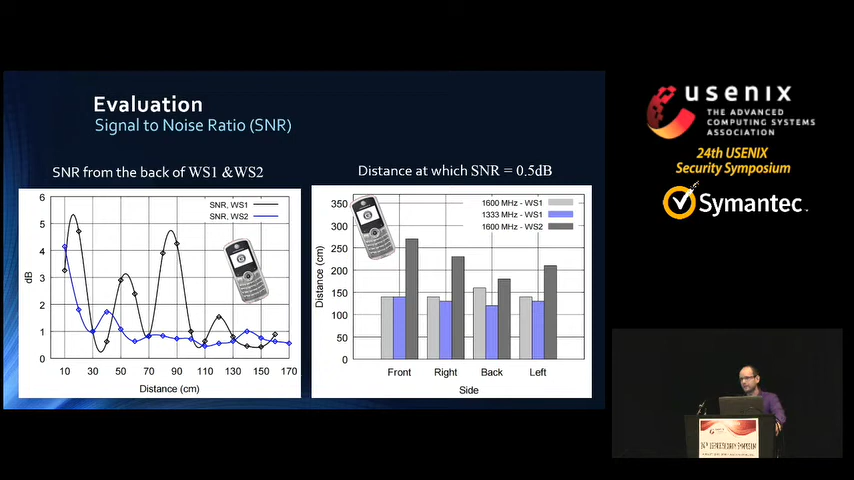 Evaluation
Signal to Noise Ratio (SNR)
SNR from the back of WS1 &WS2
SNR, WS1
SNR, WS2
6
5
4
3
2
1
0
dB
10 30 50 70 90 110 130 150 170
Distance (cm)
Distance at which SNR = 0.5dB
1600 MHz - WS1
1333 MHz - WS1
1600 MHz - WS2
350
300
250
200
150
100
50
0
Distance (cm)
Front Right Back Left
Side
usenix
THE ADVANCED
COMPUTING SYSTEMS
ASSOCIATION
24th USENIX
Security Symposium
Symantec.
usenix